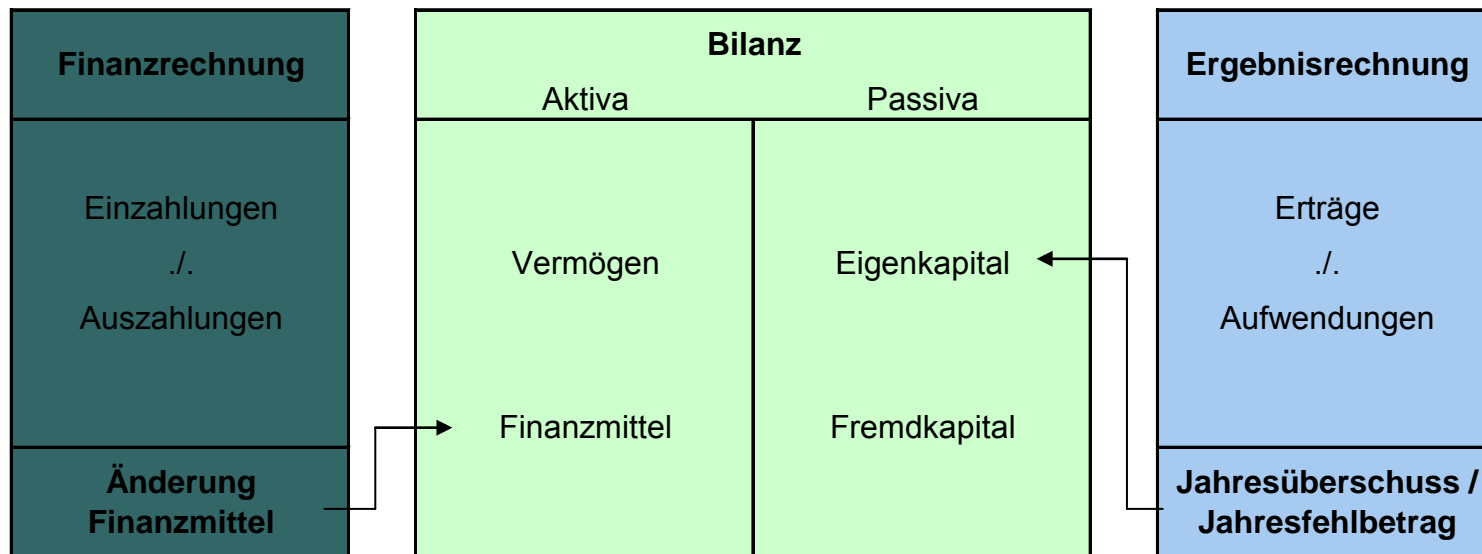 Finanzrechnung
Einzahlungen
./.
Auszahlungen
Änderung
Finanzmittel
Bilanz
Aktiva Passiva
Vermögen Eigenkapital
Finanzmittel Fremdkapital
Ergebnisrechnung
Erträge
./.
Aufwendungen
Jahresüberschuss /
Jahresfehlbetrag